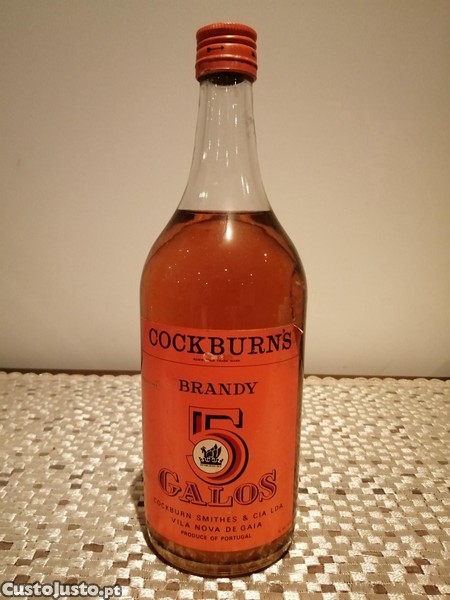 COCKBURN'S
BRANDY
5
GALOS
COCKBURN SMITHES & CIA LDA
VILA NOVA DE GAIA
PRODUCE OF PORTUGAL
CustoJusto.pt